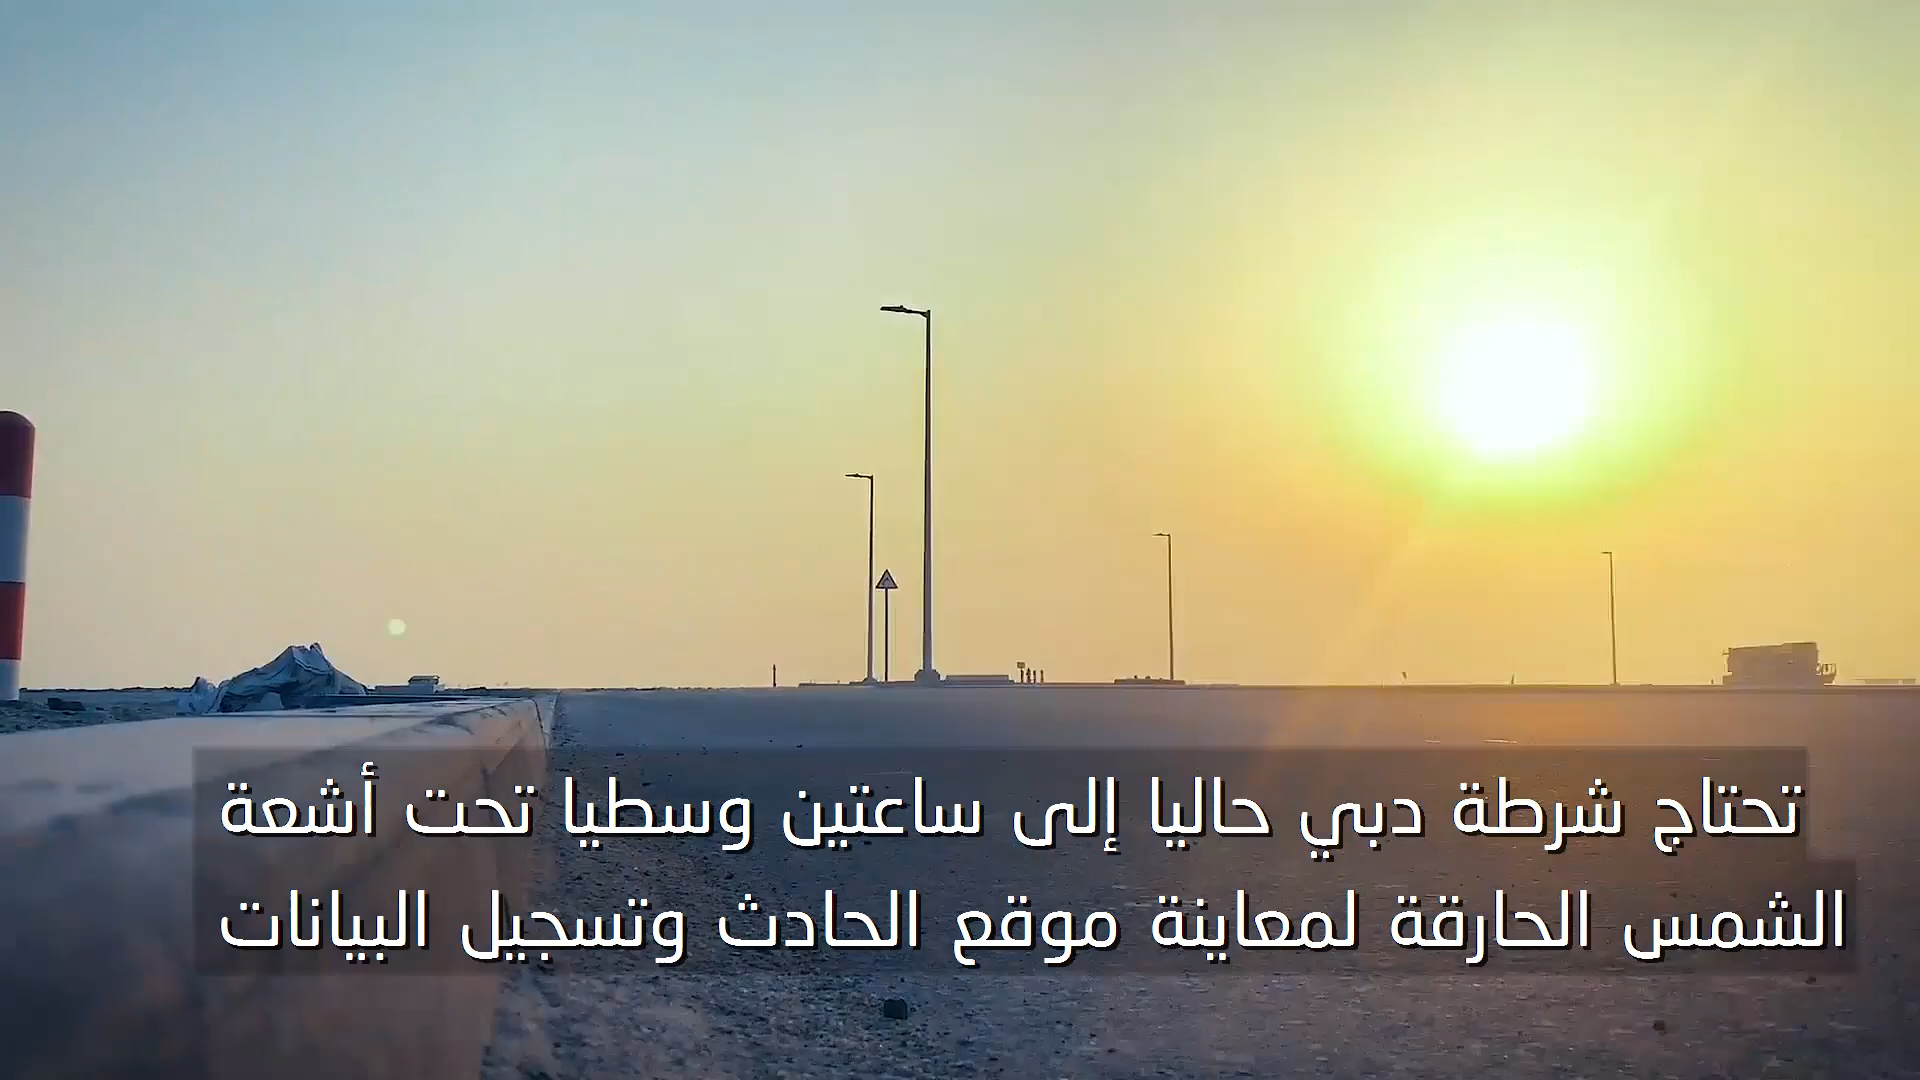 تحتاج شرطة دبي حاليا إلى ساعتين وسطيا تحت أشعة
الشمس الحارقة لمعاينة موقع الحادث وتسجيل البيانات